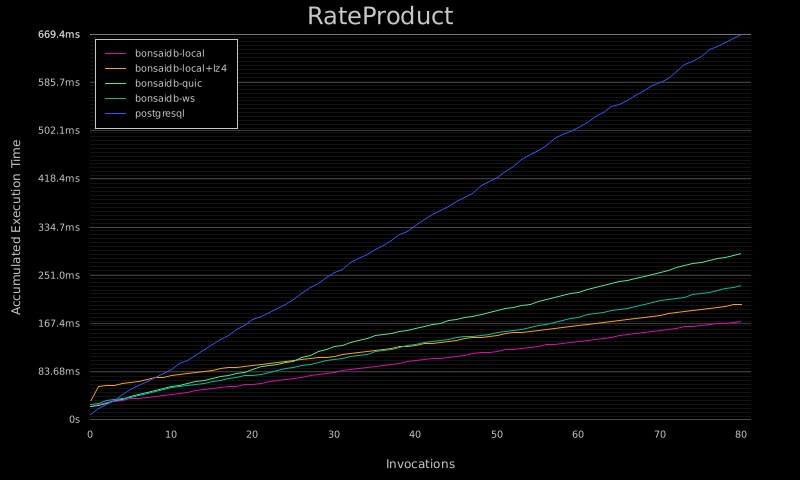 RateProduct
669.4ms
bonsaidb-local
bonsaidb-local+lz4
bonsaidb-quic
bonsaidb-ws
postgresql
585.7ms
502.1ms
418.4ms
334.7ms
251.0ms
167.4ms
83.68ms
0s
Accumulated Execution Time
0 10 20 30 40 50 60 70 80
Invocations